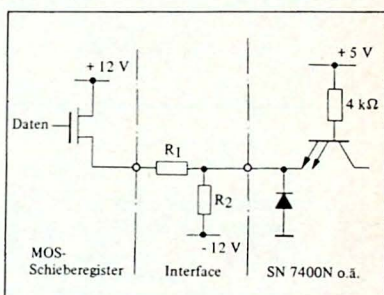 + 5 V
+ 12 V
4 kΩ
Daten
R1
R2
- 12 V
MOS-
Schieberegister
Interface
SN 7400N o.ä.